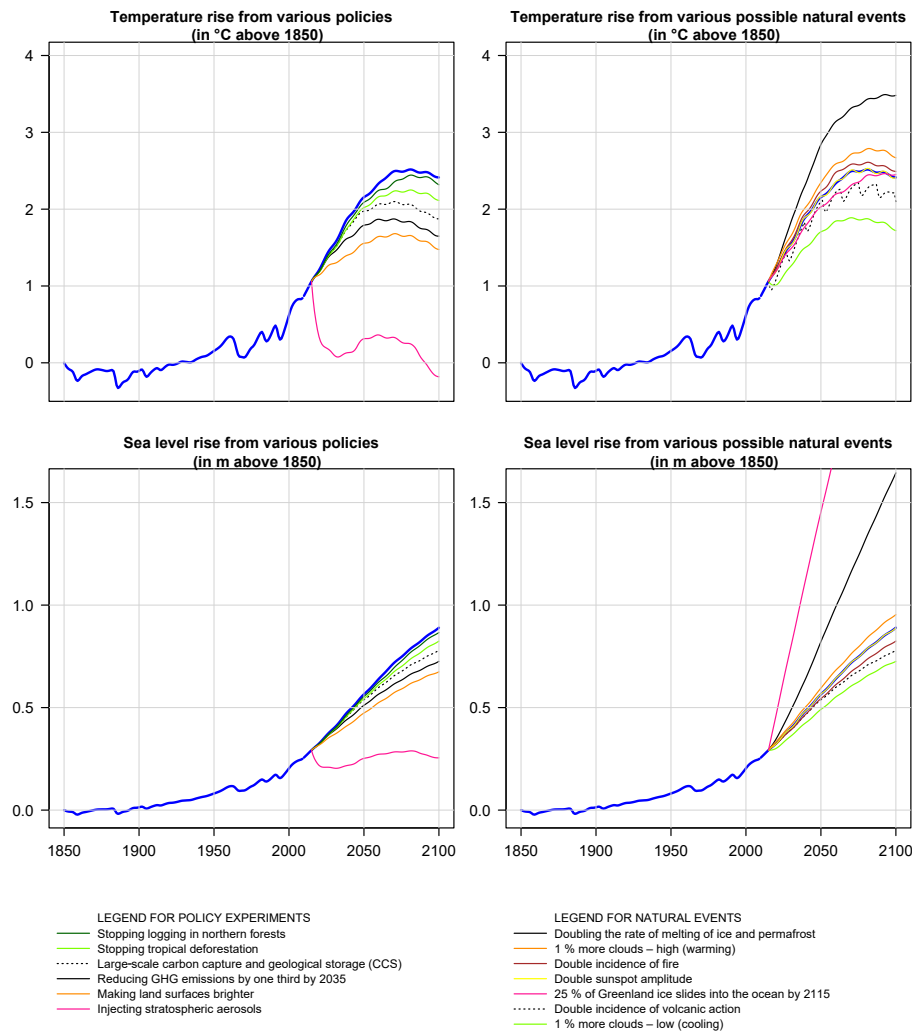 Temperature rise from various policies
(in °C above 1850)
4
3
2
1
0
Temperature rise from various possible natural events
(in °C above 1850)
4
3
2
1
0
Sea level rise from various policies
(in m above 1850)
1.5
1.0
0.5
0.0
1850 1900 1950 2000 2050 2100
Sea level rise from various possible natural events
(in m above 1850)
1.5
1.0
0.5
0.0
1850 1900 1950 2000 2050 2100
LEGEND FOR POLICY EXPERIMENTS
Stopping logging in northern forests
Stopping tropical deforestation
Large-scale carbon capture and geological storage (CCS)
Reducing GHG emissions by one third by 2035
Making land surfaces brighter
Injecting stratospheric aerosols
LEGEND FOR NATURAL EVENTS
Doubling the rate of melting of ice and permafrost
1 % more clouds – high (warming)
Double incidence of fire
Double sunspot amplitude
25 % of Greenland ice slides into the ocean by 2115
Double incidence of volcanic action
1 % more clouds – low (cooling)